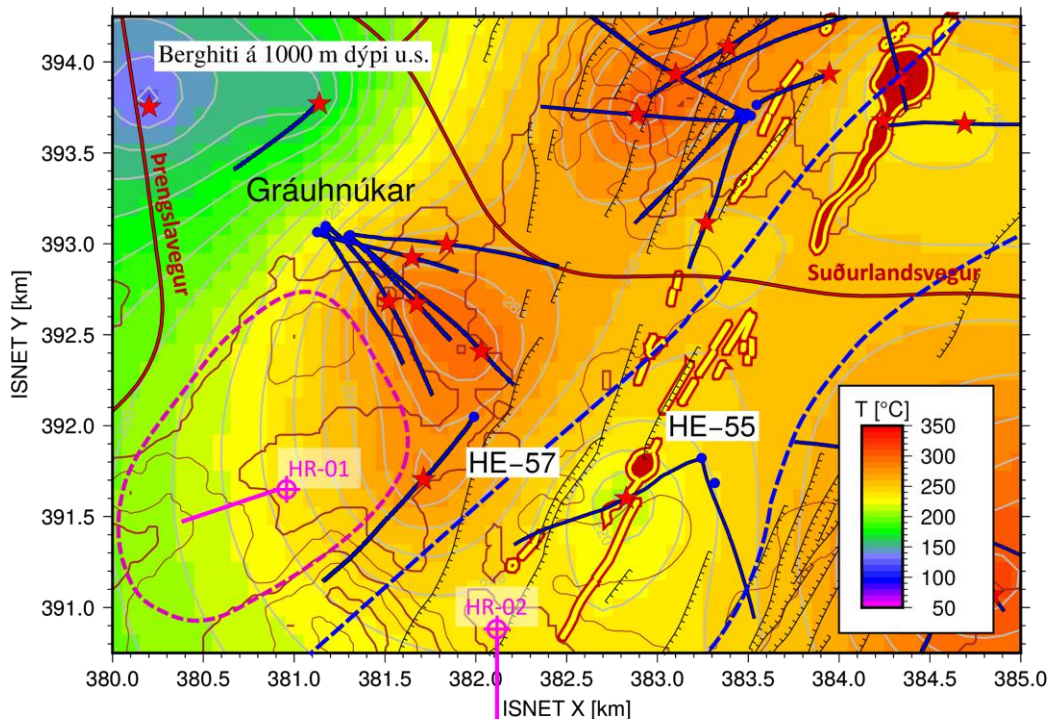 Berghiti á 1000 m dýpi u.s.
Þrengslavegur
Gráuhnúkar
Suðurlandsvegur
HR-01
HE-57
HE-55
HR-02
T [°C]
350
300
250
200
150
100
50
ISNET Y [km]
394.0
393.5
393.0
392.5
392.0
391.5
391.0
380.0 380.5 381.0 381.5 382.0 382.5 383.0 383.5 384.0 384.5 385.0
ISNET X [km]